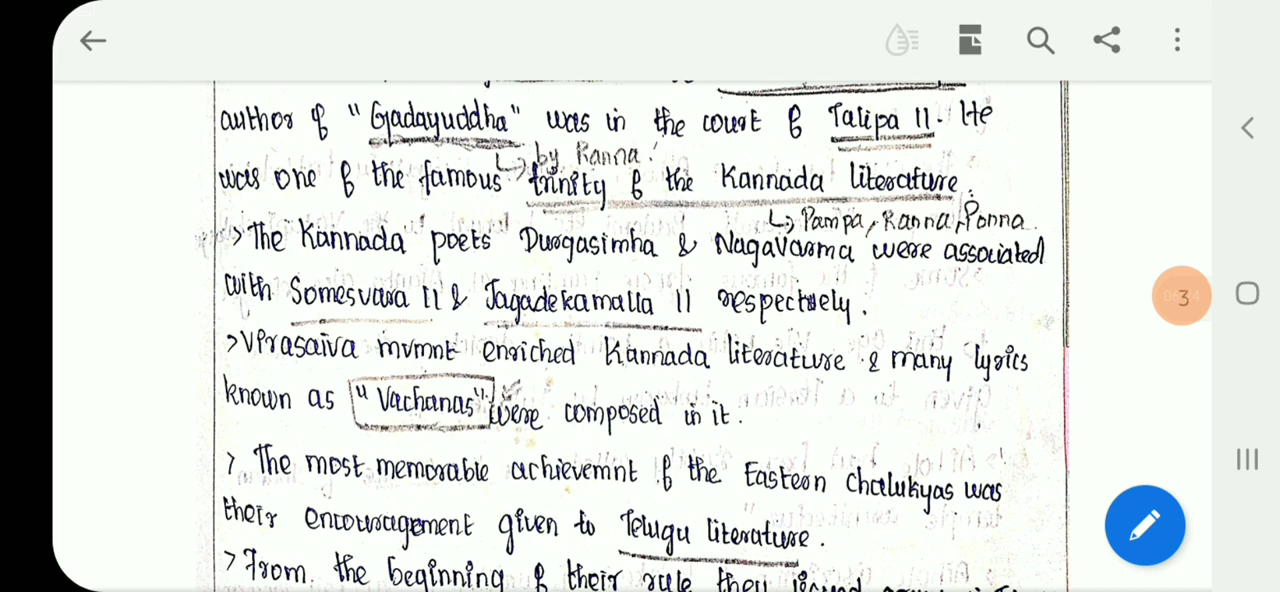 author of "Gadayuddha" was in the court of Talipa II. He
↳ by Ranna.
was one of the famous trinity of the Kannada literature.
↳ Pampa, Ranna, Ponna.
> The Kannada poets Durgasimha & Nagavarma were associated
with Somesvara II & Jagadekamalla II respectively.
> Vfrasaiva mvmnt enriched Kannada literature & many lyrics
known as "Vachanas" were composed in it.
> The most memorable achievemnt of the Eastern Chalukyas was
their encouragement given to Telugu literature.
> From the beginning of their rule they
3